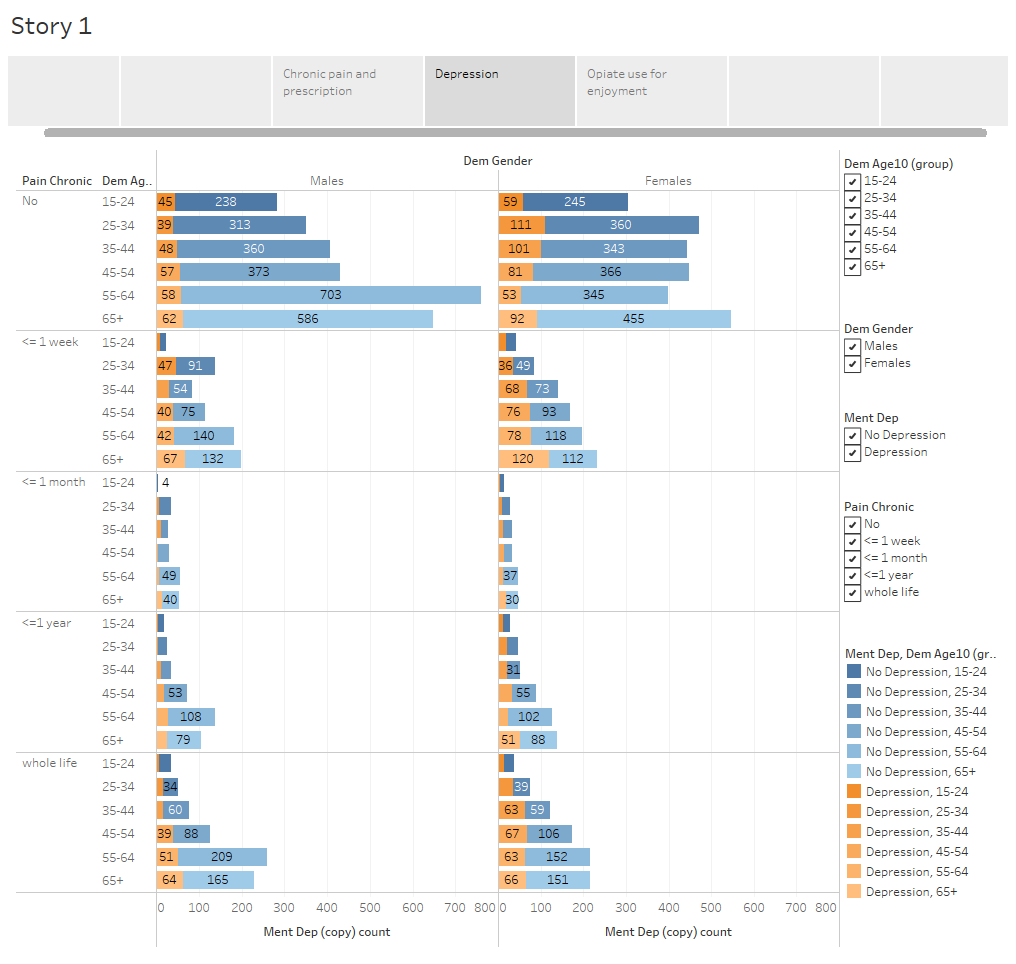 Story 1
Chronic pain and
prescription
Depression
Opiate use for
enjoyment
Dem Gender
Pain Chronic Dem Ag.. Males Females
No 15-24 45 238 59 245
25-34 39 313 111 360
35-44 48 360 101 343
45-54 57 373 81 366
55-64 58 703 53 345
65+ 62 586 92 455
<= 1 week 15-24
25-34 47 91 36 49
35-44 54 68 73
45-54 40 75 76 93
55-64 42 140 78 118
65+ 67 132 120 112
<= 1 month 15-24 4
25-34
35-44
45-54
55-64 49 37
65+ 40 30
<=1 year 15-24
25-34
35-44 31
45-54 53 55
55-64 108 102
65+ 79 51 88
whole life 15-24
25-34 34 39
35-44 60 63 59
45-54 39 88 67 106
55-64 51 209 63 152
65+ 64 165 66 151
0 100 200 300 400 500 600 700 800 0 100 200 300 400 500 600 700 800
Ment Dep (copy) count Ment Dep (copy) count
Dem Age10 (group)
15-24
25-34
35-44
45-54
55-64
65+
Dem Gender
Males
Females
Ment Dep
No Depression
Depression
Pain Chronic
No
<= 1 week
<= 1 month
<=1 year
whole life
Ment Dep, Dem Age10 (gr..
No Depression, 15-24
No Depression, 25-34
No Depression, 35-44
No Depression, 45-54
No Depression, 55-64
No Depression, 65+
Depression, 15-24
Depression, 25-34
Depression, 35-44
Depression, 45-54
Depression, 55-64
Depression, 65+